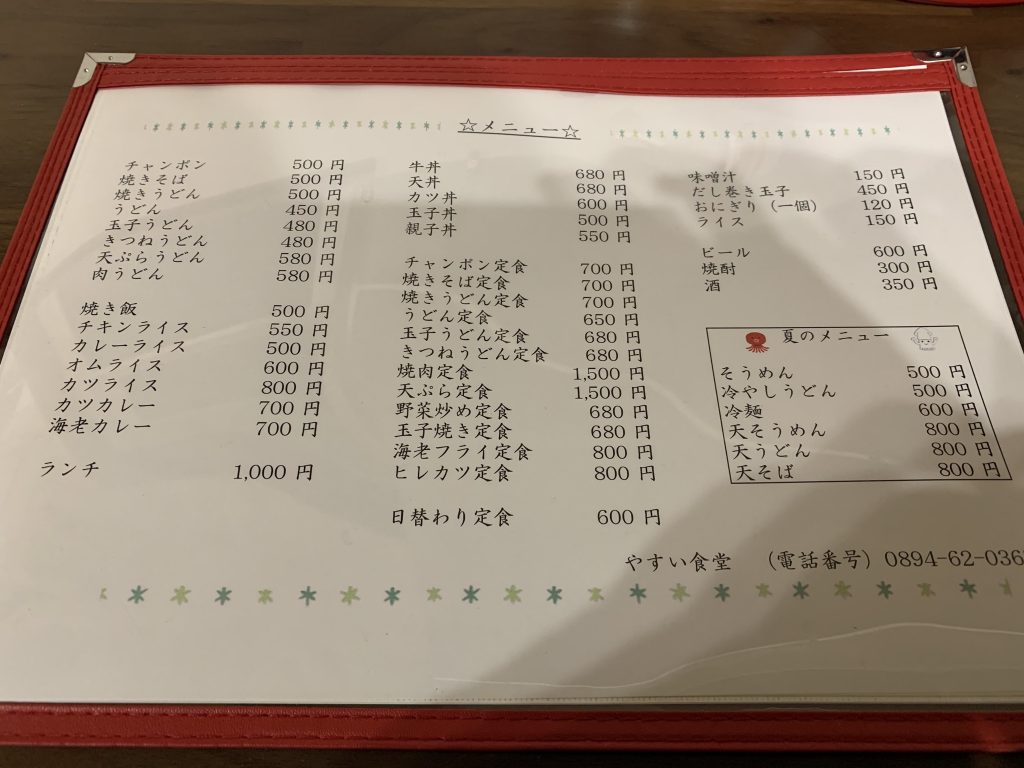 ☆メニュー☆
チャンポン 500 円
焼きそば 500 円
焼きうどん 500 円
うどん 450 円
玉子うどん 480 円
きつねうどん 480 円
天ぷらうどん 580 円
肉うどん 580 円
焼き飯 500 円
チキンライス 550 円
カレーライス 500 円
オムライス 600 円
カツライス 800 円
カツカレー 700 円
海老カレー 700 円
ランチ 1,000 円
牛丼 680 円
天丼 680 円
カツ丼 600 円
玉子丼 500 円
親子丼 550 円
チャンポン定食 700 円
焼きそば定食 700 円
焼きうどん定食 700 円
うどん定食 650 円
玉子うどん定食 680 円
きつねうどん定食 680 円
焼肉定食 1,500 円
天ぷら定食 1,500 円
野菜炒め定食 680 円
玉子焼き定食 680 円
海老フライ定食 800 円
ヒレカツ定食 800 円
日替わり定食 600 円
味噌汁 150 円
だし巻き玉子 450 円
おにぎり（一個） 120 円
ライス 150 円
ビール 600 円
焼酎 300 円
酒 350 円
夏のメニュー
そうめん 500 円
冷やしうどん 500 円
冷麺 600 円
天そうめん 800 円
天うどん 800 円
天そば 800 円
やすい食堂 （電話番号）0894-62-036